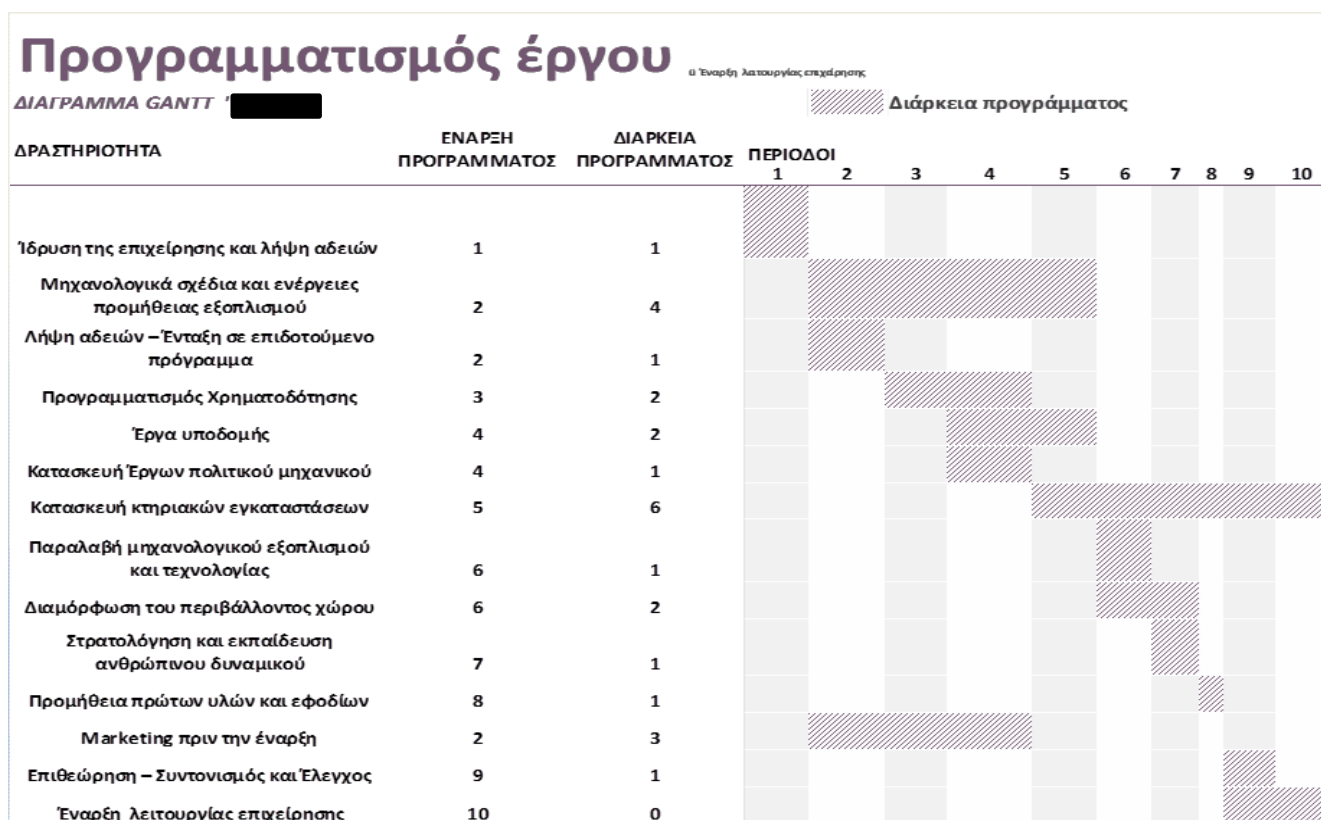 Προγραμματισμός έργου
ü Έναρξη λειτουργίας επιχείρησης
ΔΙΑΓΡΑΜΜΑ GANTT '
Διάρκεια προγράμματος
ΔΡΑΣΤΗΡΙΟΤΗΤΑ
ΕΝΑΡΞΗ
ΠΡΟΓΡΑΜΜΑΤΟΣ
ΔΙΑΡΚΕΙΑ
ΠΡΟΓΡΑΜΜΑΤΟΣ
ΠΕΡΙΟΔΟΙ
1 2 3 4 5 6 7 8 9 10
Ίδρυση της επιχείρησης και λήψη αδειών 1 1
Μηχανολογικά σχέδια και ενέργειες
προμήθειας εξοπλισμού 2 4
Λήψη αδειών – Ένταξη σε επιδοτούμενο
πρόγραμμα 2 1
Προγραμματισμός Χρηματοδότησης 3 2
Έργα υποδομής 4 2
Κατασκευή Έργων πολιτικού μηχανικού 4 1
Κατασκευή κτηριακών εγκαταστάσεων 5 6
Παραλαβή μηχανολογικού εξοπλισμού
και τεχνολογίας 6 1
Διαμόρφωση του περιβάλλοντος χώρου 6 2
Στρατολόγηση και εκπαίδευση
ανθρώπινου δυναμικού 7 1
Προμήθεια πρώτων υλών και εφοδίων 8 1
Marketing πριν την έναρξη 2 3
Επιθεώρηση – Συντονισμός και Έλεγχος 9 1
Έναρξη λειτουργίας επιχείρησης 10 0